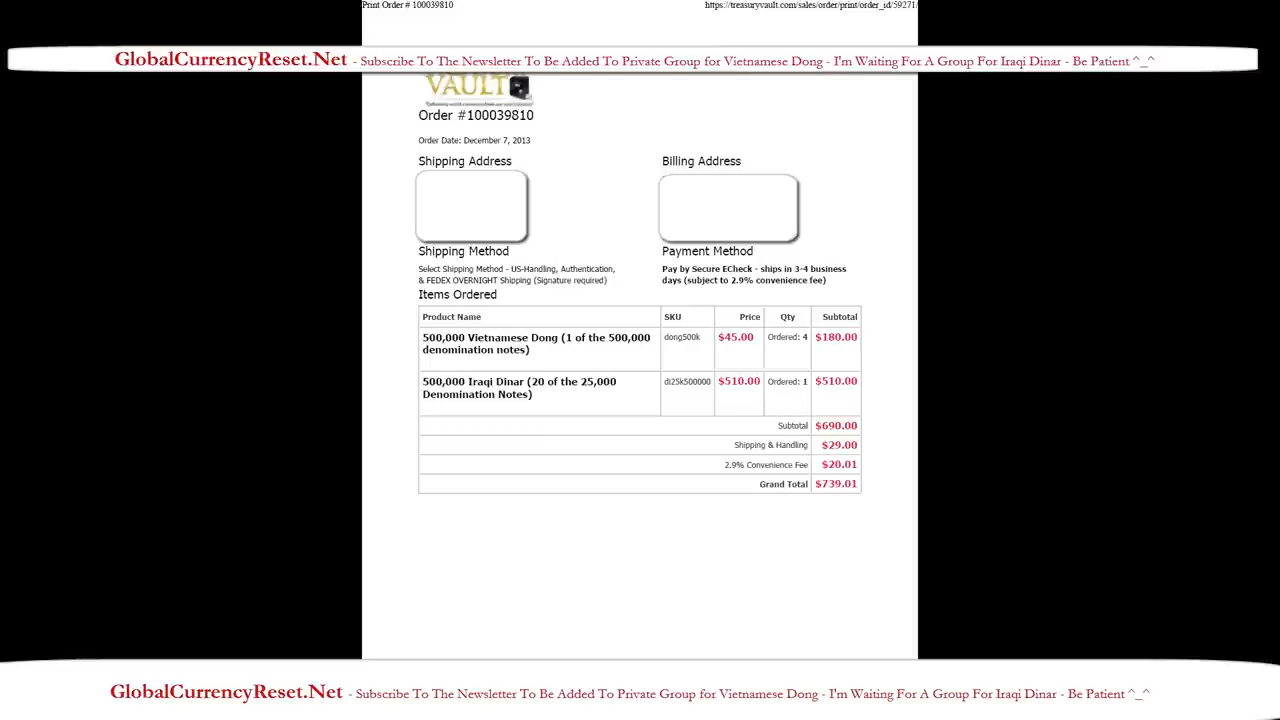 Print Order # 100039810
https://treasuryvault.com/sales/order/print/order_id/59271/
GlobalCurrencyReset.Net - Subscribe To The Newsletter To Be Added To Private Group for Vietnamese Dong - I'm Waiting For A Group For Iraqi Dinar - Be Patient ^_^
VAULT
Order #100039810
Order Date: December 7, 2013
Shipping Address
Billing Address
Shipping Method
Payment Method
Select Shipping Method - US-Handling, Authentication,
& FEDEX OVERNIGHT Shipping (Signature required)
Pay by Secure ECheck - ships in 3-4 business
days (subject to 2.9% convenience fee)
Items Ordered
Product Name SKU Price Qty Subtotal
500,000 Vietnamese Dong (1 of the 500,000 dong500k $45.00 Ordered: 4 $180.00
denomination notes)
500,000 Iraqi Dinar (20 of the 25,000 di25k500000 $510.00 Ordered: 1 $510.00
Denomination Notes)
Subtotal $690.00
Shipping & Handling $29.00
2.9% Convenience Fee $20.01
Grand Total $739.01
GlobalCurrencyReset.Net - Subscribe To The Newsletter To Be Added To Private Group for Vietnamese Dong - I'm Waiting For A Group For Iraqi Dinar - Be Patient ^_^